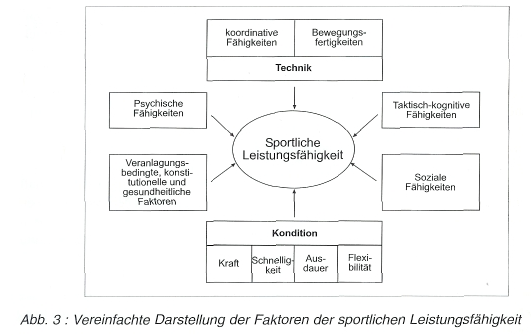 koordinative
Fähigkeiten
Bewegungs-
fertigkeiten
Technik
Psychische
Fähigkeiten
Taktisch-kognitive
Fähigkeiten
Sportliche
Leistungsfähigkeit
Veranlagungs-
bedingte, konsti-
tutionelle und
gesundheitliche
Faktoren
Soziale
Fähigkeiten
Kondition
Kraft
Schnellig-
keit
Aus-
dauer
Flexi-
bilität
Abb. 3 : Vereinfachte Darstellung der Faktoren der sportlichen Leistungsfähigkeit